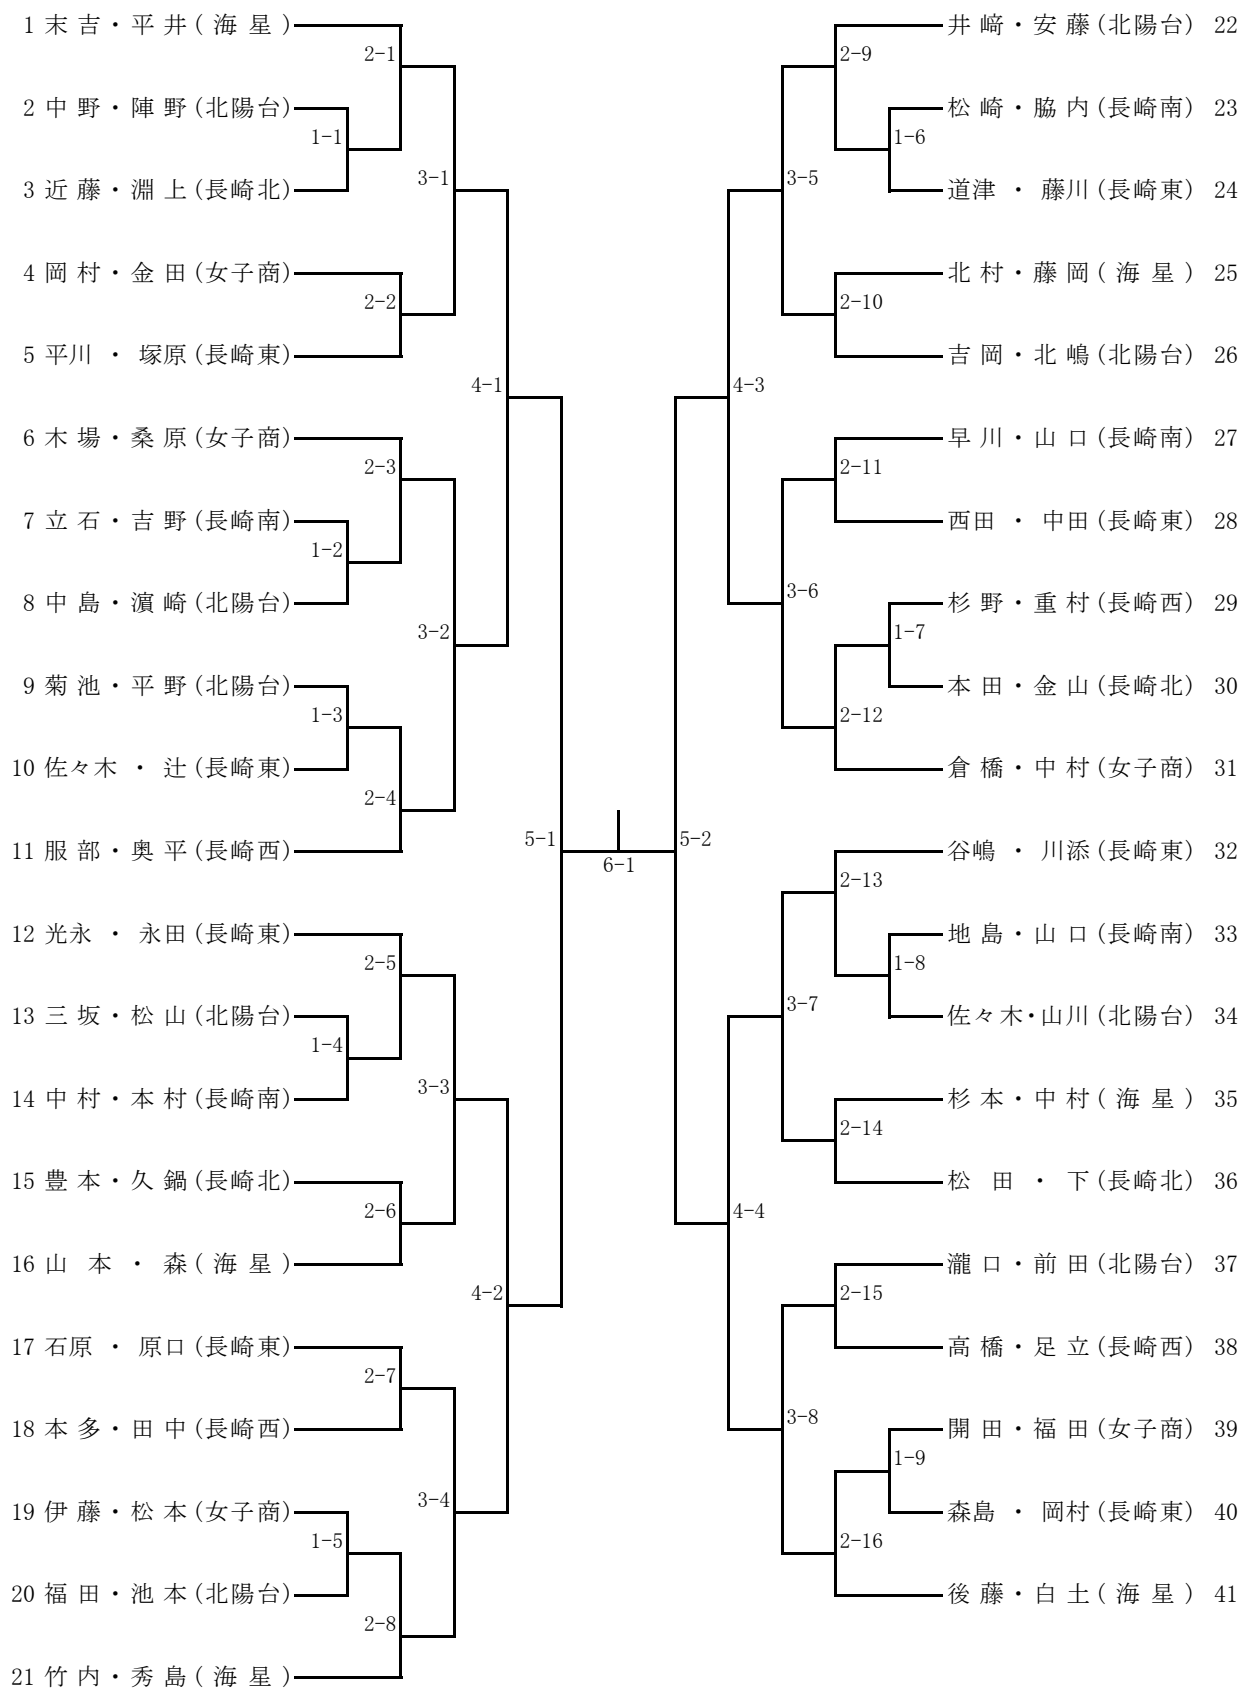 1 末吉・平井(海星)
2-1
2 中野・陣野(北陽台)
1-1
3 近藤・淵上(長崎北)
3-1
4 岡村・金田(女子商)
2-2
5 平川・塚原(長崎東)
4-1
6 木場・桑原(女子商)
2-3
7 立石・吉野(長崎南)
1-2
8 中島・濵崎(北陽台)
3-2
9 菊池・平野(北陽台)
1-3
10 佐々木・辻(長崎東)
2-4
11 服部・奥平(長崎西)
5-1
12 光永・永田(長崎東)
2-5
13 三坂・松山(北陽台)
1-4
14 中村・本村(長崎南)
3-3
15 豊本・久鍋(長崎北)
2-6
16 山本・森(海星)
4-2
17 石原・原口(長崎東)
2-7
18 本多・田中(長崎西)
3-4
19 伊藤・松本(女子商)
1-5
20 福田・池本(北陽台)
2-8
21 竹内・秀島(海星)
6-1
井﨑・安藤(北陽台) 22
2-9
松崎・脇内(長崎南) 23
1-6
道津・藤川(長崎東) 24
3-5
北村・藤岡(海星) 25
2-10
吉岡・北嶋(北陽台) 26
4-3
早川・山口(長崎南) 27
2-11
西田・中田(長崎東) 28
3-6
杉野・重村(長崎西) 29
1-7
本田・金山(長崎北) 30
2-12
倉橋・中村(女子商) 31
5-2
谷嶋・川添(長崎東) 32
2-13
地島・山口(長崎南) 33
1-8
佐々木・山川(北陽台) 34
3-7
杉本・中村(海星) 35
2-14
松田・下(長崎北) 36
4-4
瀧口・前田(北陽台) 37
2-15
高橋・足立(長崎西) 38
3-8
開田・福田(女子商) 39
1-9
森島・岡村(長崎東) 40
2-16
後藤・白土(海星) 41